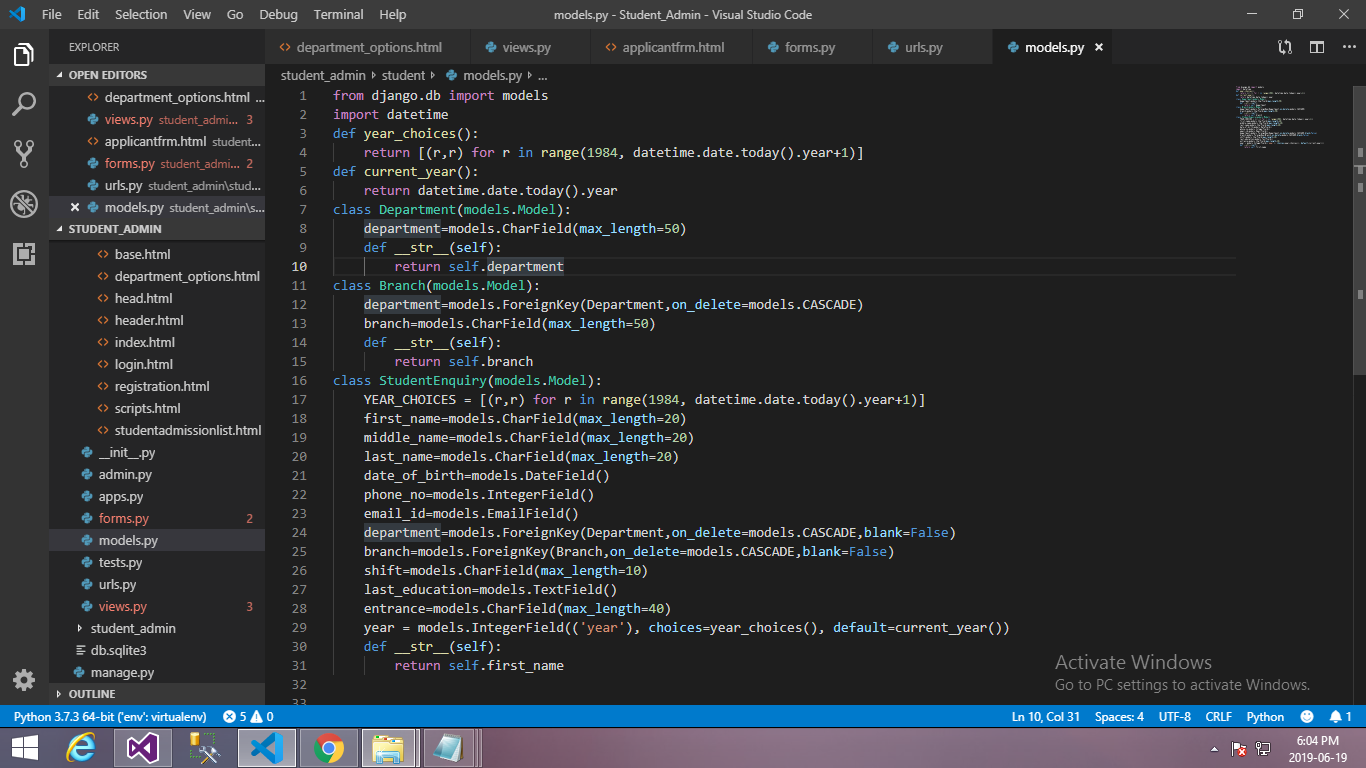 File Edit Selection View Go Debug Terminal Help models.py - Student_Admin - Visual Studio Code
EXPLORER
OPEN EDITORS
department_options.html ...
views.py student_admi... 3
applicantfrm.html student...
forms.py student_admi... 2
urls.py student_admin\stud...
models.py student_admin\s...
STUDENT_ADMIN
base.html
department_options.html
head.html
header.html
index.html
login.html
registration.html
scripts.html
studentadmissionlist.html
__init__.py
admin.py
apps.py
forms.py 2
models.py
tests.py
urls.py
views.py 3
student_admin
db.sqlite3
manage.py
OUTLINE
department_options.html views.py applicantfrm.html forms.py urls.py models.py
student_admin student models.py ...
1 from django.db import models
2 import datetime
3 def year_choices():
4 return [(r,r) for r in range(1984, datetime.date.today().year+1)]
5 def current_year():
6 return datetime.date.today().year
7 class Department(models.Model):
8 department=models.CharField(max_length=50)
9 def __str__(self):
10 return self.department
11 class Branch(models.Model):
12 department=models.ForeignKey(Department,on_delete=models.CASCADE)
13 branch=models.CharField(max_length=50)
14 def __str__(self):
15 return self.branch
16 class StudentEnquiry(models.Model):
17 YEAR_CHOICES = [(r,r) for r in range(1984, datetime.date.today().year+1)]
18 first_name=models.CharField(max_length=20)
19 middle_name=models.CharField(max_length=20)
20 last_name=models.CharField(max_length=20)
21 date_of_birth=models.DateField()
22 phone_no=models.IntegerField()
23 email_id=models.EmailField()
24 department=models.ForeignKey(Department,on_delete=models.CASCADE,blank=False)
25 branch=models.ForeignKey(Branch,on_delete=models.CASCADE,blank=False)
26 shift=models.CharField(max_length=10)
27 last_education=models.TextField()
28 entrance=models.CharField(max_length=40)
29 year = models.IntegerField(('year'), choices=year_choices(), default=current_year())
30 def __str__(self):
31 return self.first_name
32
33
Activate Windows
Go to PC settings to activate Windows.
Python 3.7.3 64-bit ('env': virtualenv) 5 0 Ln 10, Col 31 Spaces: 4 UTF-8 CRLF Python 1
6:04 PM
2019-06-19